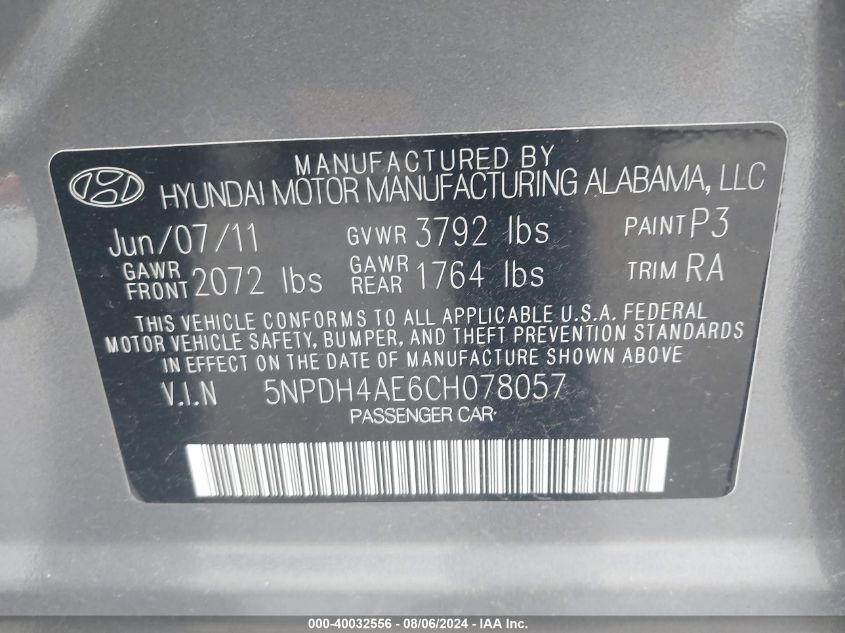 MANUFACTURED BY
HYUNDAI MOTOR MANUFACTURING ALABAMA, LLC
Jun/07/11 GVWR 3792 lbs PAINT P3
GAWR FRONT 2072 lbs GAWR REAR 1764 lbs TRIM RA
THIS VEHICLE CONFORMS TO ALL APPLICABLE U.S.A. FEDERAL
MOTOR VEHICLE SAFETY, BUMPER, AND THEFT PREVENTION STANDARDS
IN EFFECT ON THE DATE OF MANUFACTURE SHOWN ABOVE
V.I.N 5NPDH4AE6CH078057
PASSENGER CAR
000-40032556 - 08/06/2024 - IAA Inc.